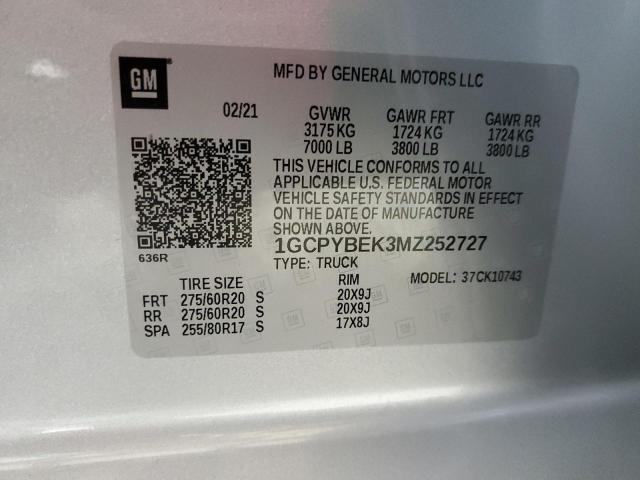 GM
MFD BY GENERAL MOTORS LLC
02/21 GVWR GAWR FRT GAWR RR
3175 KG 1724 KG 1724 KG
7000 LB 3800 LB 3800 LB
THIS VEHICLE CONFORMS TO ALL
APPLICABLE U.S. FEDERAL MOTOR
VEHICLE SAFETY STANDARDS IN EFFECT
ON THE DATE OF MANUFACTURE
SHOWN ABOVE.
1GCPYBEK3MZ252727
636R
TYPE: TRUCK
MODEL: 37CK10743
TIRE SIZE RIM
FRT 275/60R20 S 20X9J
RR 275/60R20 S 20X9J
SPA 255/80R17 S 17X8J